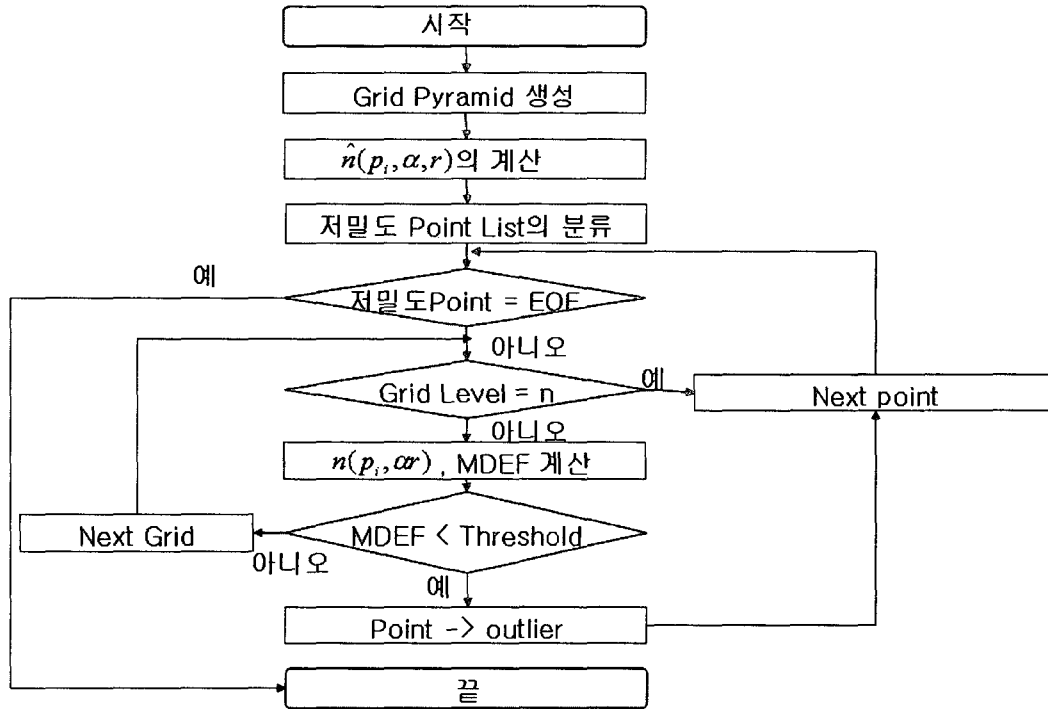 시작
Grid Pyramid 생성
n̂(pᵢ,α,r)의 계산
저밀도 Point List의 분류
예
저밀도Point = EOF
아니오
Grid Level = n
예
Next point
아니오
n(pᵢ,αr) , MDEF 계산
Next Grid
MDEF < Threshold
아니오
예
Point -> outlier
끝